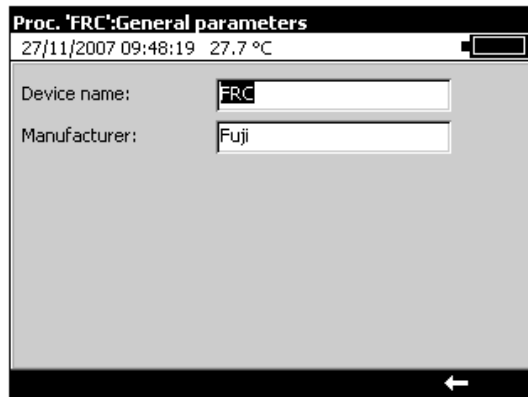 Proc. 'FRC':General parameters
27/11/2007 09:48:19 27.7 °C
Device name: FRC
Manufacturer: Fuji